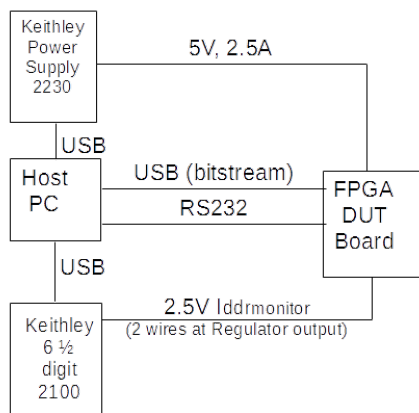 Keithley
Power
Supply
2230
5V, 2.5A
USB
Host
PC
USB (bitstream)
RS232
FPGA
DUT
Board
USB
Keithley
6 ½
digit
2100
2.5V Iddrmonitor
(2 wires at Regulator output)